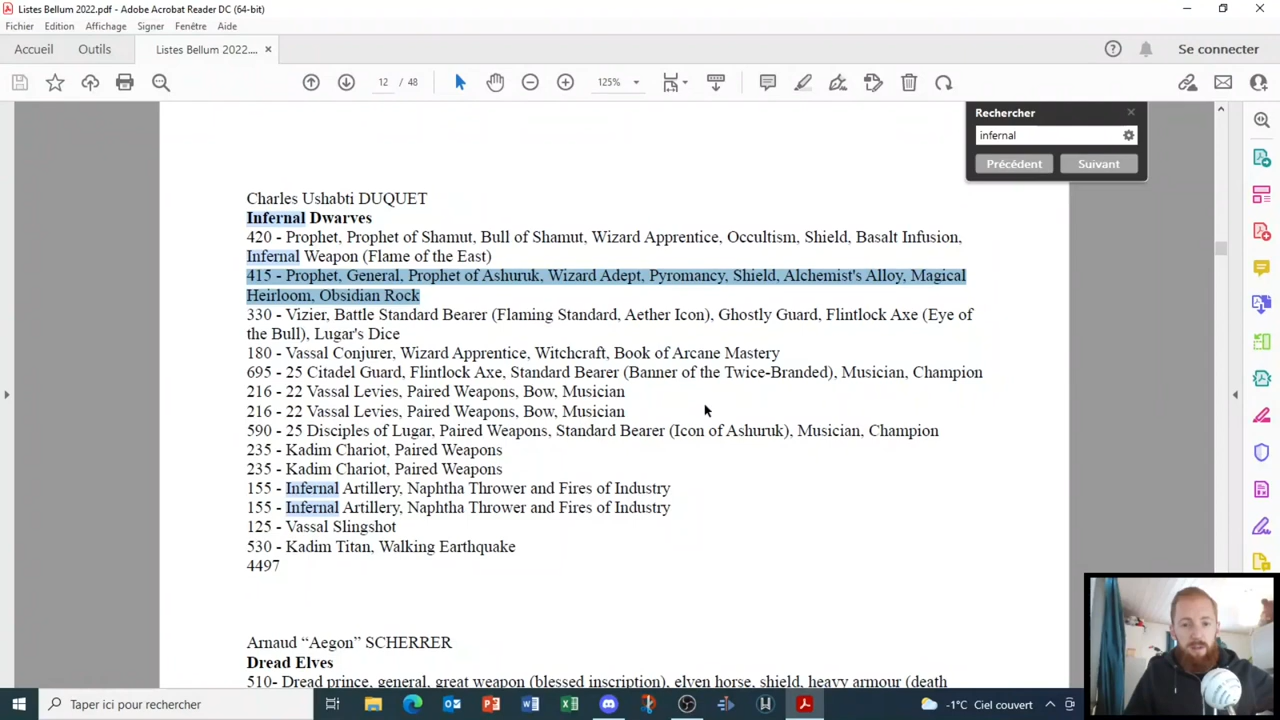 Listes Bellum 2022.pdf - Adobe Acrobat Reader DC (64-bit)
Fichier Edition Affichage Signer Fenêtre Aide
Accueil Outils Listes Bellum 2022.... × Se connecter
12 / 48 125%
Rechercher
infernal
Précédent Suivant
Charles Ushabti DUQUET
Infernal Dwarves
420 - Prophet, Prophet of Shamut, Bull of Shamut, Wizard Apprentice, Occultism, Shield, Basalt Infusion,
Infernal Weapon (Flame of the East)
415 - Prophet, General, Prophet of Ashuruk, Wizard Adept, Pyromancy, Shield, Alchemist's Alloy, Magical
Heirloom, Obsidian Rock
330 - Vizier, Battle Standard Bearer (Flaming Standard, Aether Icon), Ghostly Guard, Flintlock Axe (Eye of
the Bull), Lugar's Dice
180 - Vassal Conjurer, Wizard Apprentice, Witchcraft, Book of Arcane Mastery
695 - 25 Citadel Guard, Flintlock Axe, Standard Bearer (Banner of the Twice-Branded), Musician, Champion
216 - 22 Vassal Levies, Paired Weapons, Bow, Musician
216 - 22 Vassal Levies, Paired Weapons, Bow, Musician
590 - 25 Disciples of Lugar, Paired Weapons, Standard Bearer (Icon of Ashuruk), Musician, Champion
235 - Kadim Chariot, Paired Weapons
235 - Kadim Chariot, Paired Weapons
155 - Infernal Artillery, Naphtha Thrower and Fires of Industry
155 - Infernal Artillery, Naphtha Thrower and Fires of Industry
125 - Vassal Slingshot
530 - Kadim Titan, Walking Earthquake
4497
Arnaud “Aegon” SCHERRER
Dread Elves
510- Dread prince, general, great weapon (blessed inscription), elven horse, shield, heavy armour (death
Taper ici pour rechercher -1°C Ciel couvert